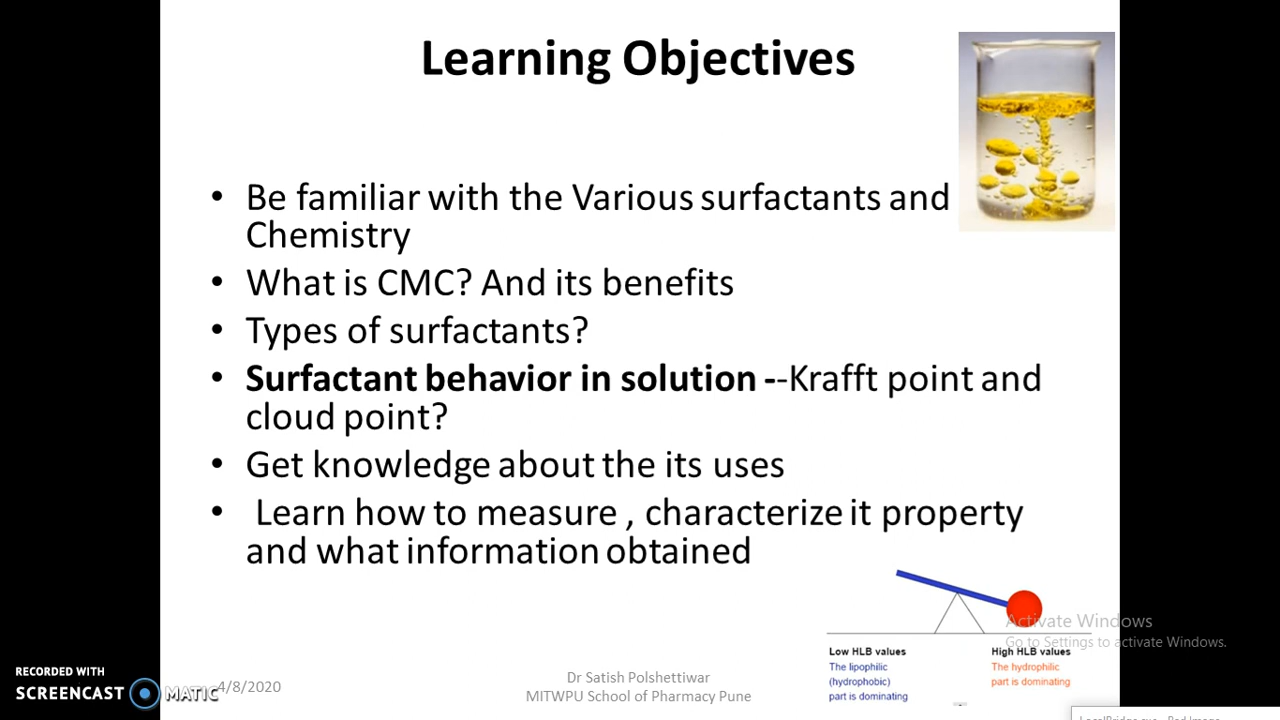 Learning Objectives
• Be familiar with the Various surfactants and
Chemistry
• What is CMC? And its benefits
• Types of surfactants?
• Surfactant behavior in solution --Krafft point and
cloud point?
• Get knowledge about the its uses
• Learn how to measure , characterize it property
and what information obtained
Activate Windows
Go to Settings to activate Windows.
Low HLB values
The lipophilic
(hydrophobic)
part is dominating
High HLB values
The hydrophilic
part is dominating
RECORDED WITH
SCREENCAST MATIC
4/8/2020
Dr Satish Polshettiwar
MITWPU School of Pharmacy Pune